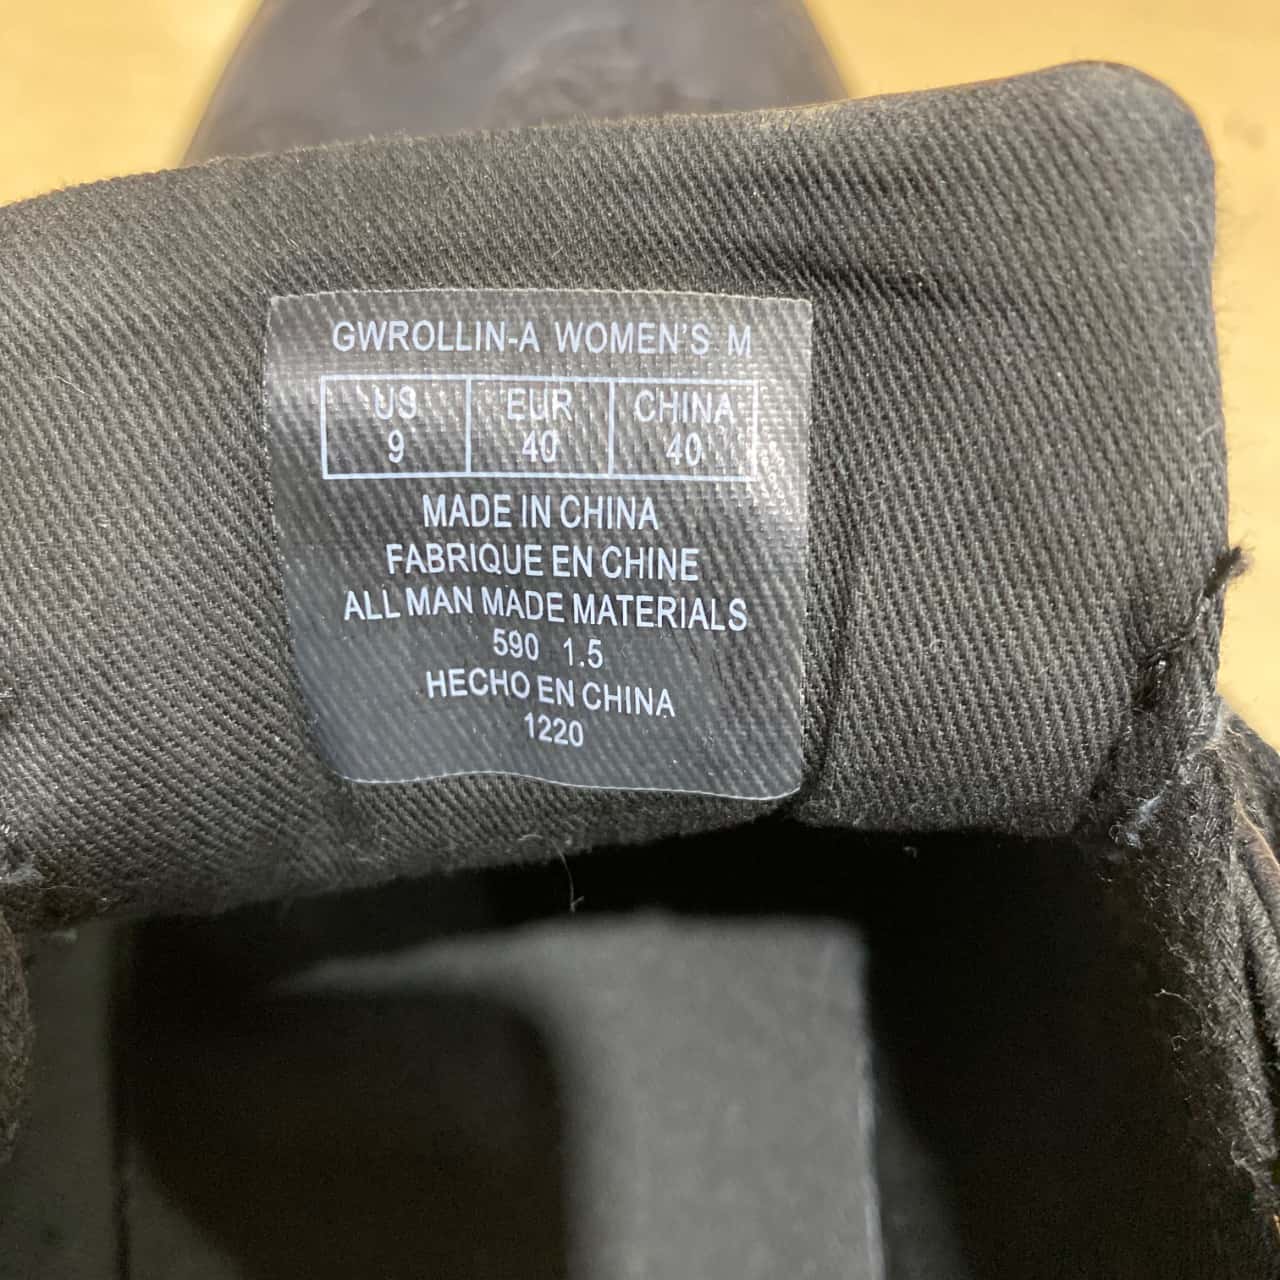 GWROLLIN-A WOMEN'S M
US EUR CHINA
9 40 40
MADE IN CHINA
FABRIQUE EN CHINE
ALL MAN MADE MATERIALS
590 1.5
HECHO EN CHINA
1220